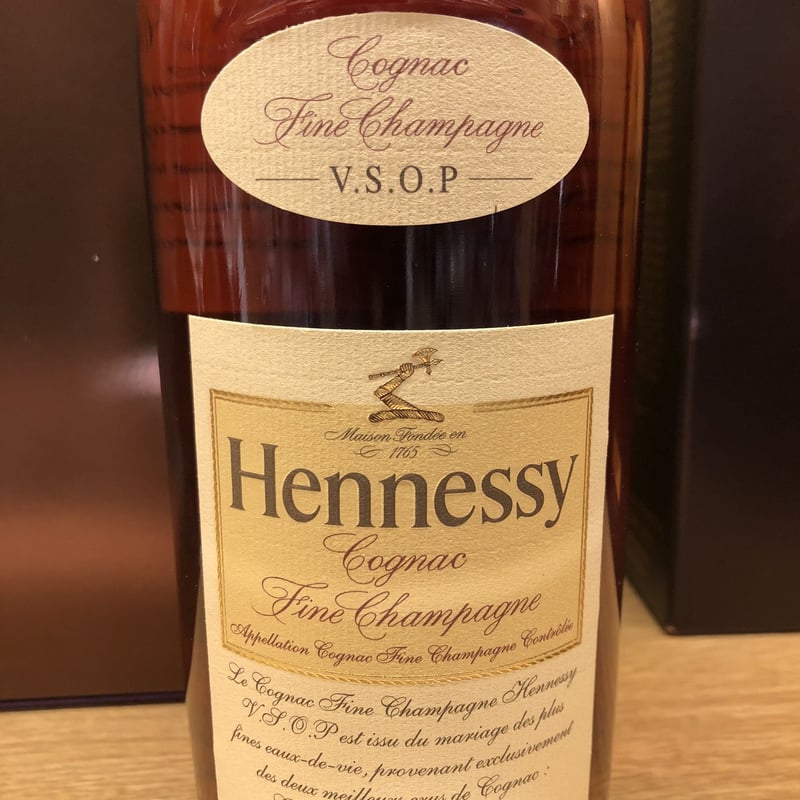 Cognac
Fine Champagne
V.S.O.P
Maison Fondée en
1765
Hennessy
Cognac
Fine Champagne
Appellation Cognac Fine Champagne Contrôlée
Le Cognac Fine Champagne Hennessy
V.S.O.P est issu du mariage des plus
fines eaux-de-vie, provenant exclusivement
des deux meilleurs crus de Cognac :